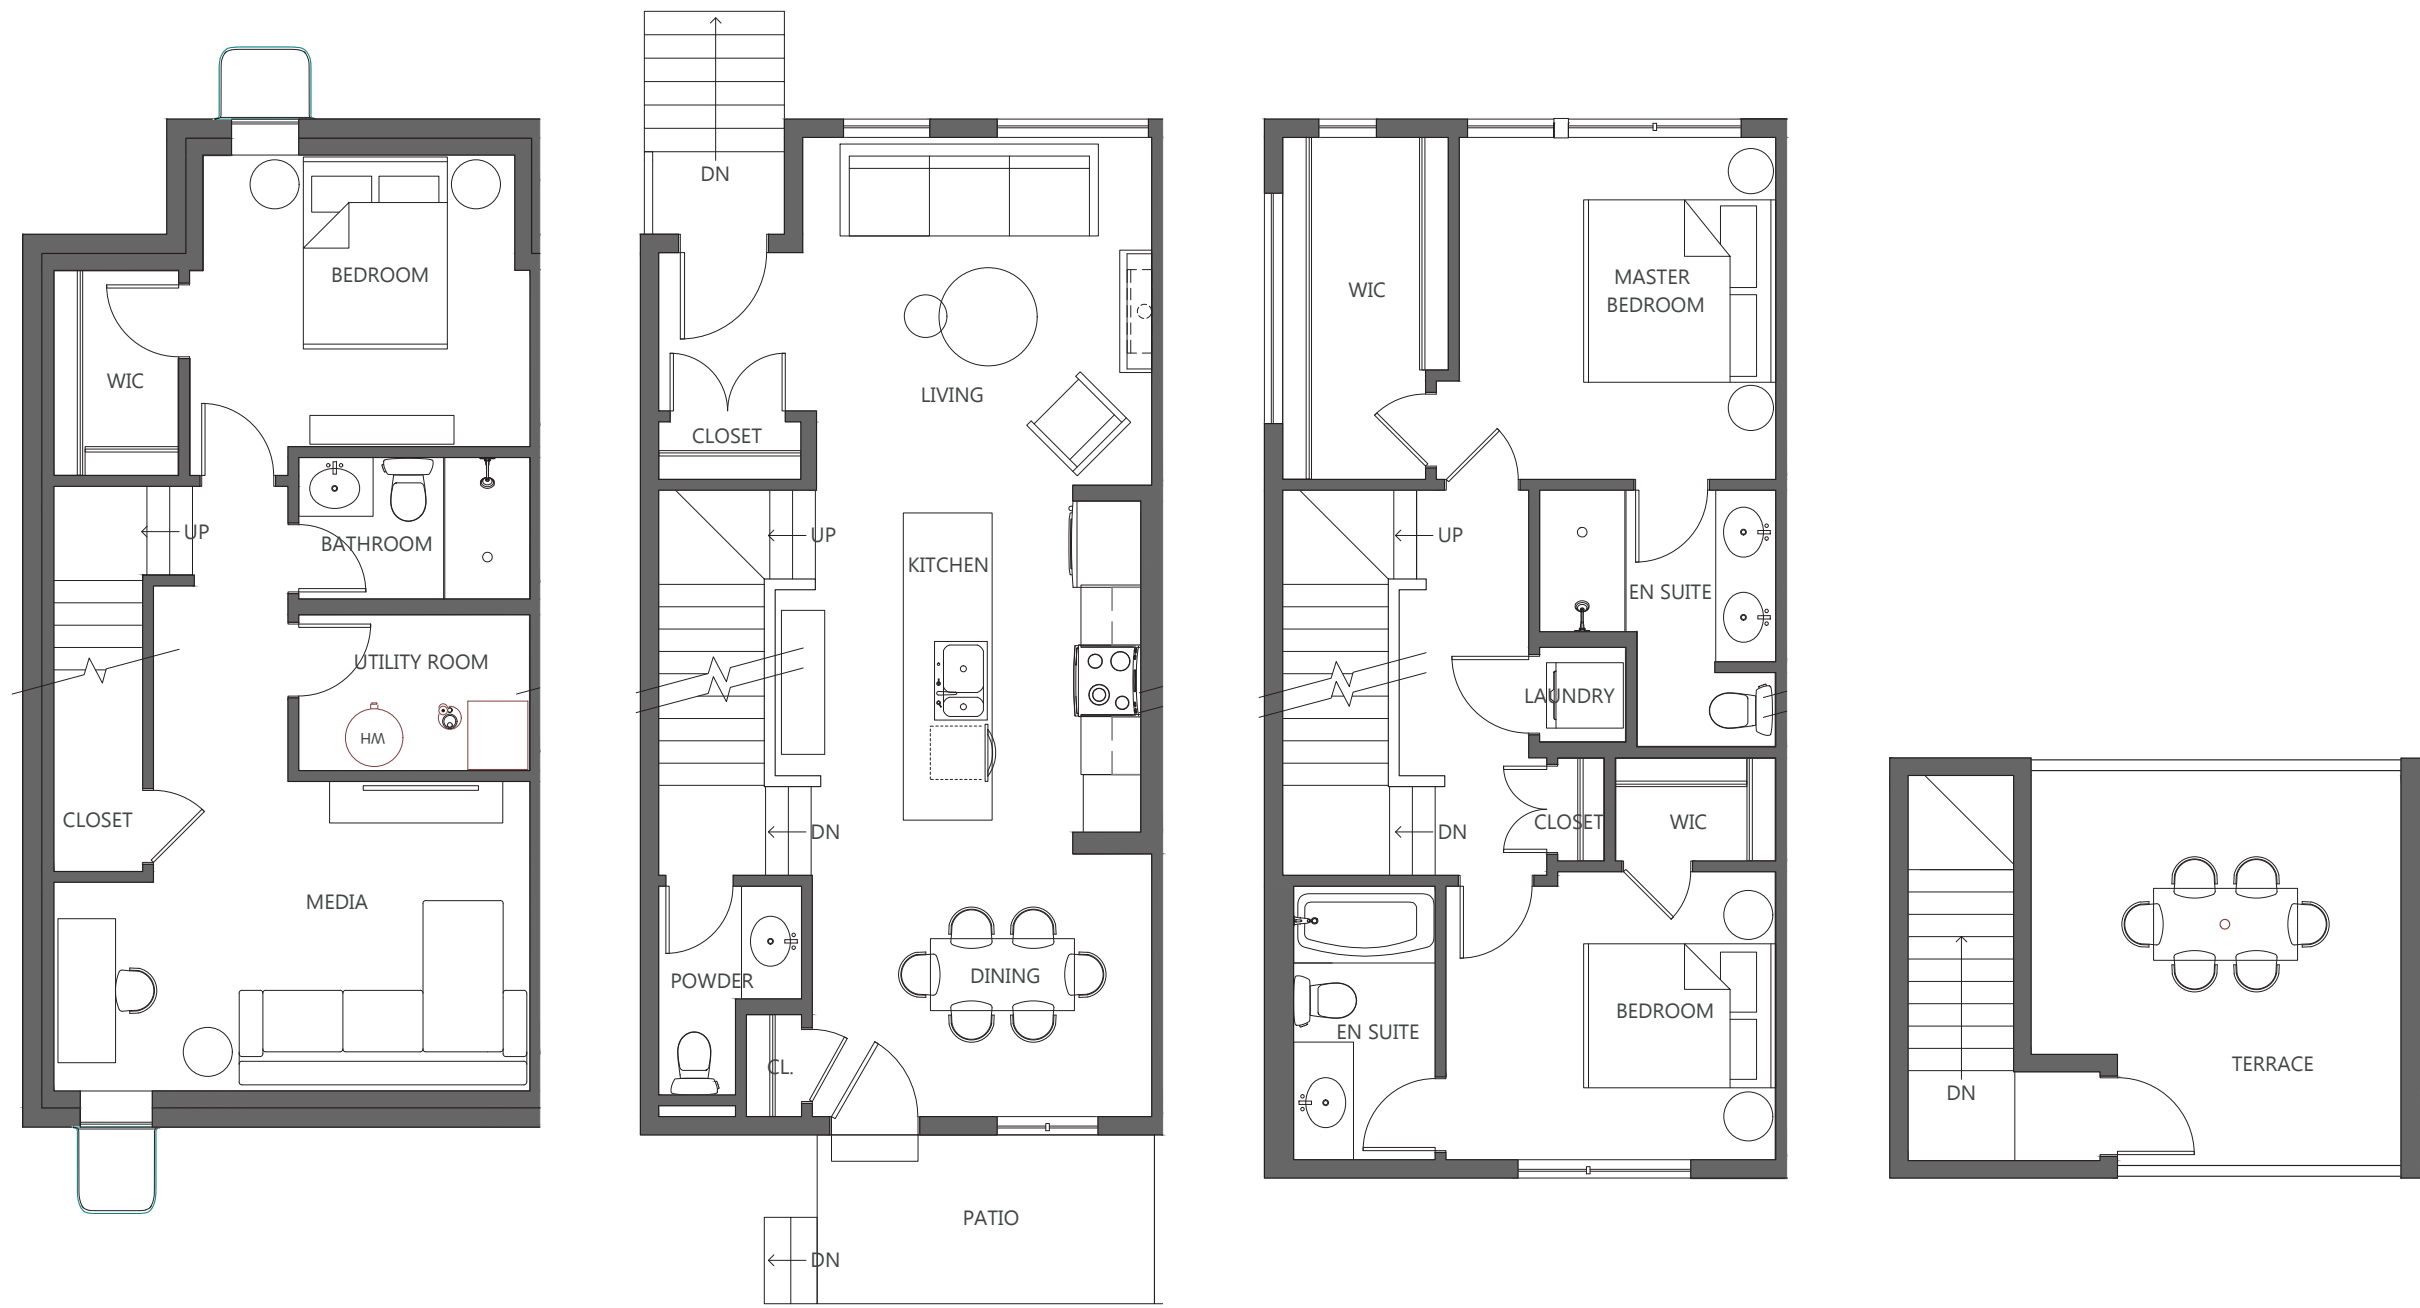 BEDROOM
WIC
UP
BATHROOM
UTILITY ROOM
WH
CLOSET
MEDIA
DN
LIVING
CLOSET
UP
KITCHEN
DN
POWDER
DINING
CL.
PATIO
DN
WIC
MASTER
BEDROOM
UP
EN SUITE
LAUNDRY
DN
CLOSET
WIC
BEDROOM
EN SUITE
TERRACE
DN